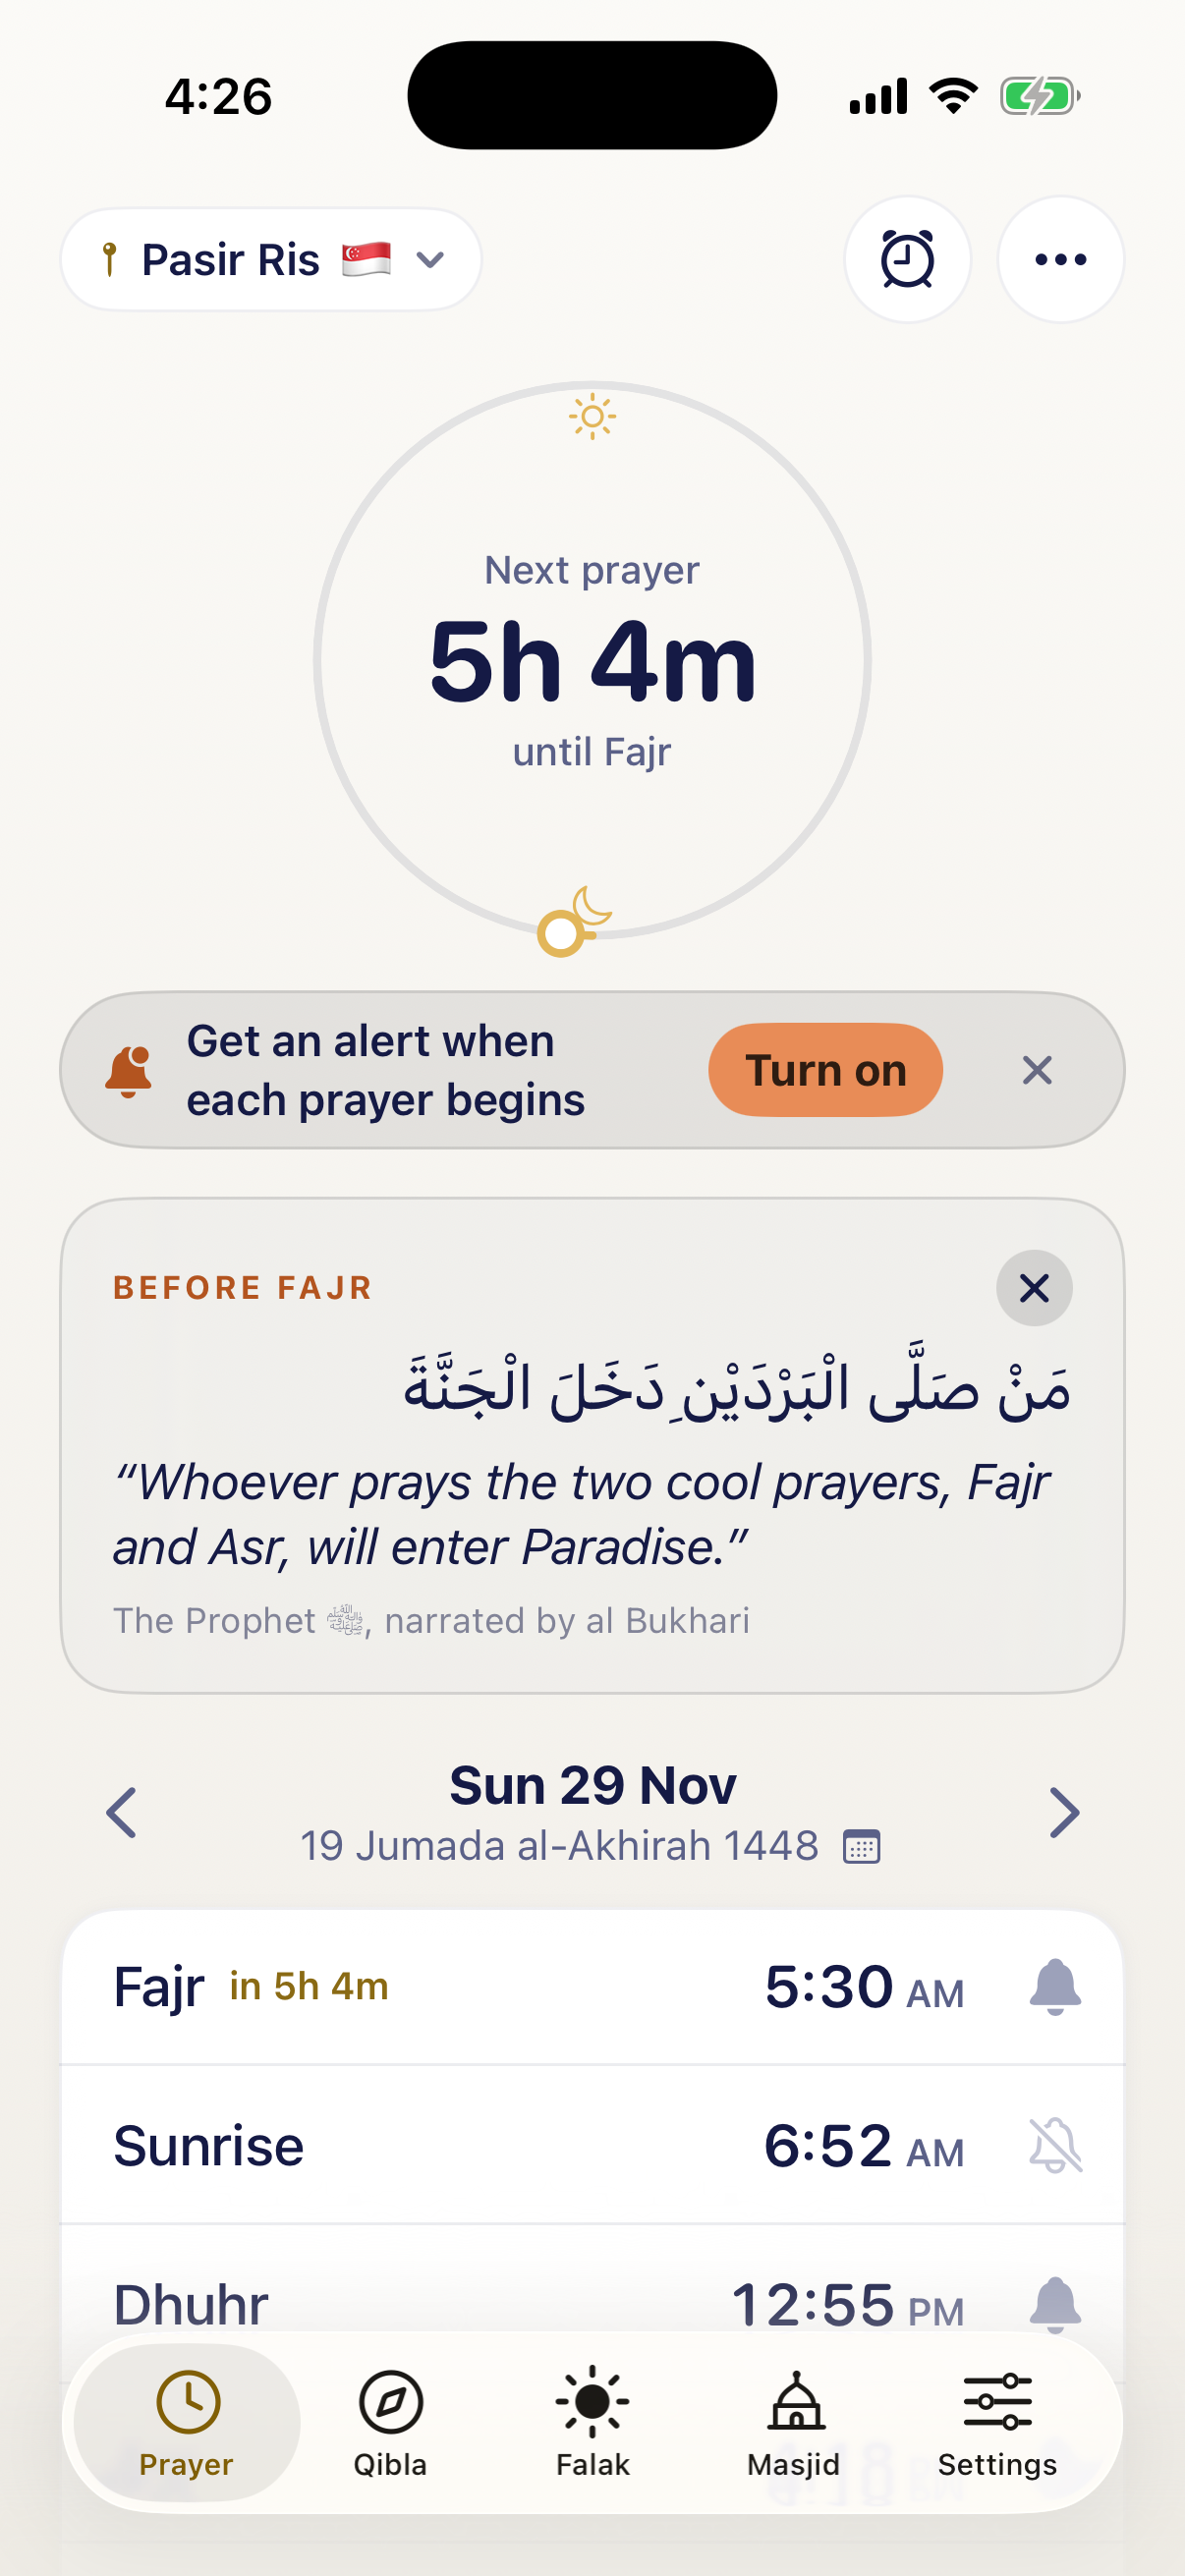 4:26
Pasir Ris
Next prayer
5h 4m
until Fajr
Get an alert when
each prayer begins
Turn on
BEFORE FAJR
مَنْ صَلَّى الْبَرْدَيْنِ دَخَلَ الْجَنَّةَ
“Whoever prays the two cool prayers, Fajr
and Asr, will enter Paradise.”
The Prophet ﷺ, narrated by al Bukhari
Sun 29 Nov
19 Jumada al-Akhirah 1448
Fajr in 5h 4m 5:30 AM
Sunrise 6:52 AM
Dhuhr 12:55 PM
Prayer Qibla Falak Masjid Settings